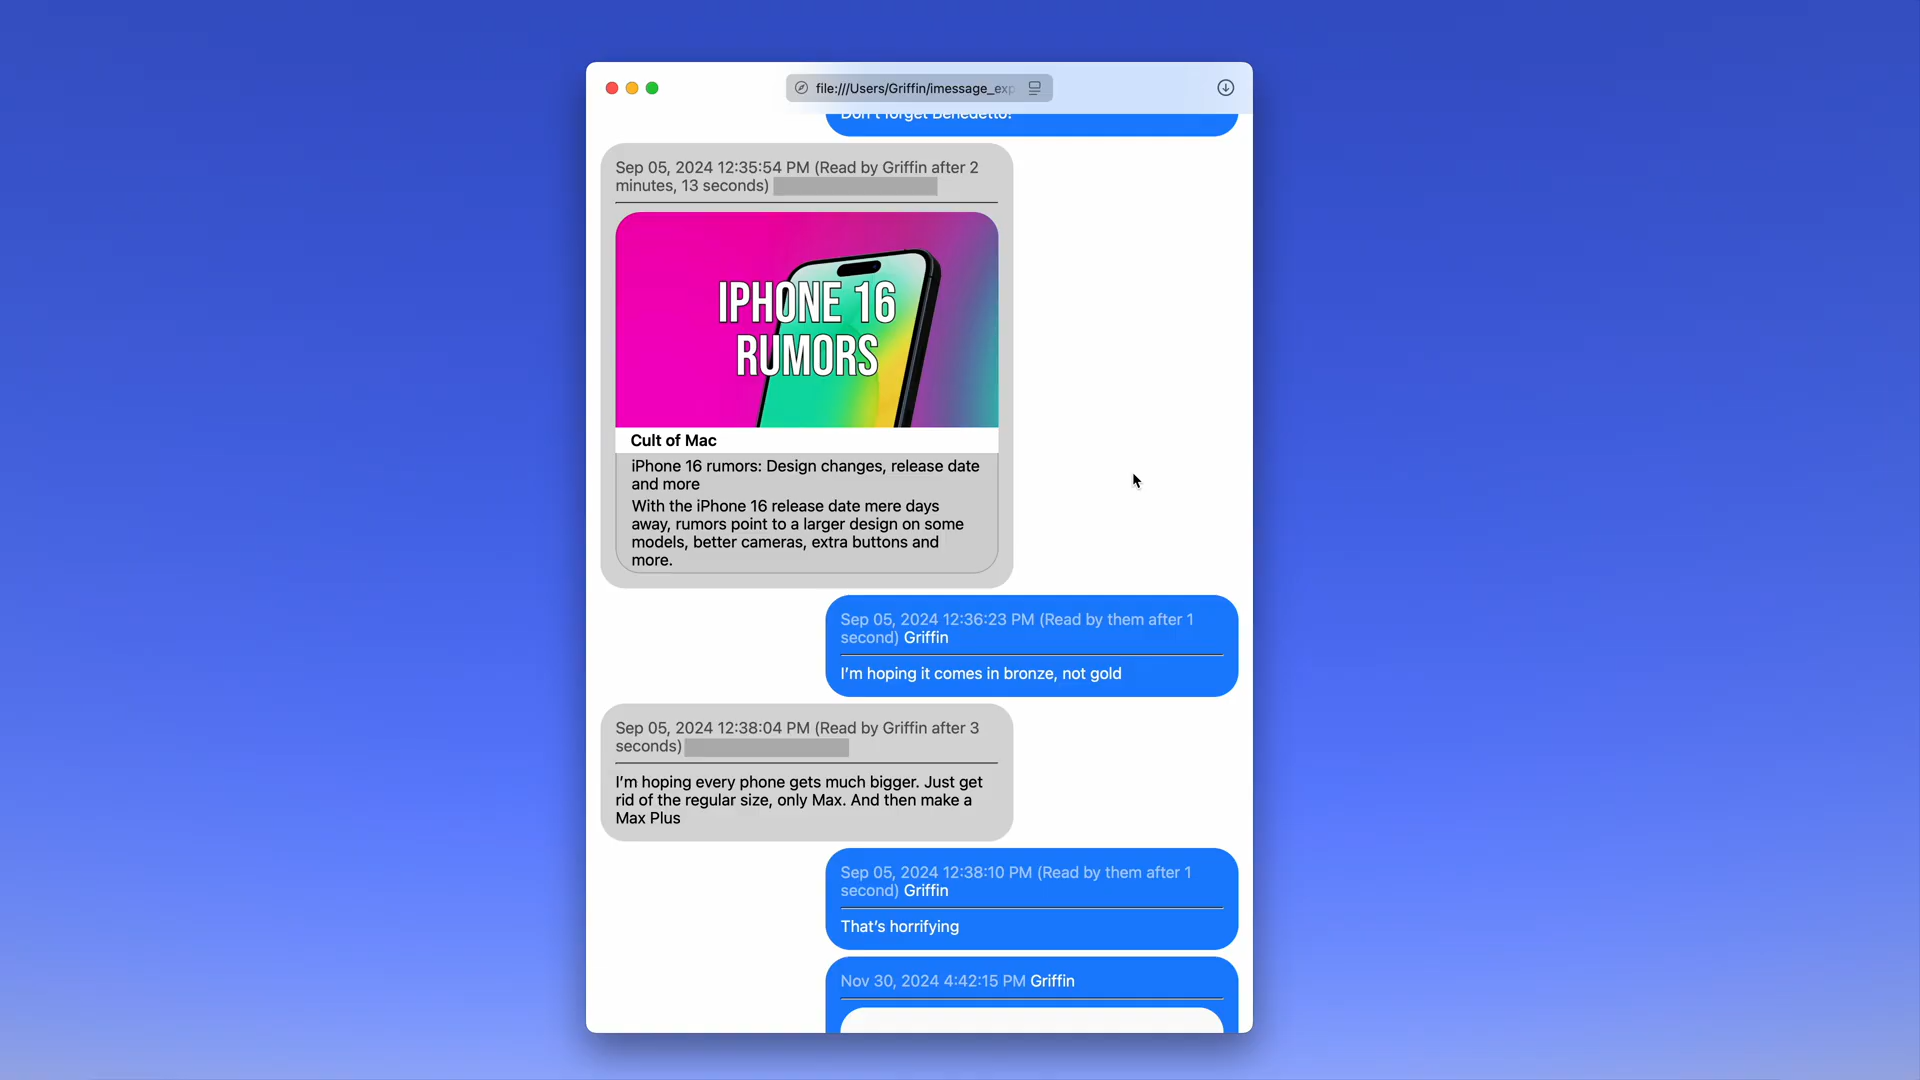 file:///Users/Griffin/imessage_exp
Don't forget Benedetto!
Sep 05, 2024 12:35:54 PM (Read by Griffin after 2
minutes, 13 seconds)
IPHONE 16
RUMORS
Cult of Mac
iPhone 16 rumors: Design changes, release date
and more
With the iPhone 16 release date mere days
away, rumors point to a larger design on some
models, better cameras, extra buttons and
more.
Sep 05, 2024 12:36:23 PM (Read by them after 1
second) Griffin
I’m hoping it comes in bronze, not gold
Sep 05, 2024 12:38:04 PM (Read by Griffin after 3
seconds)
I’m hoping every phone gets much bigger. Just get
rid of the regular size, only Max. And then make a
Max Plus
Sep 05, 2024 12:38:10 PM (Read by them after 1
second) Griffin
That’s horrifying
Nov 30, 2024 4:42:15 PM Griffin